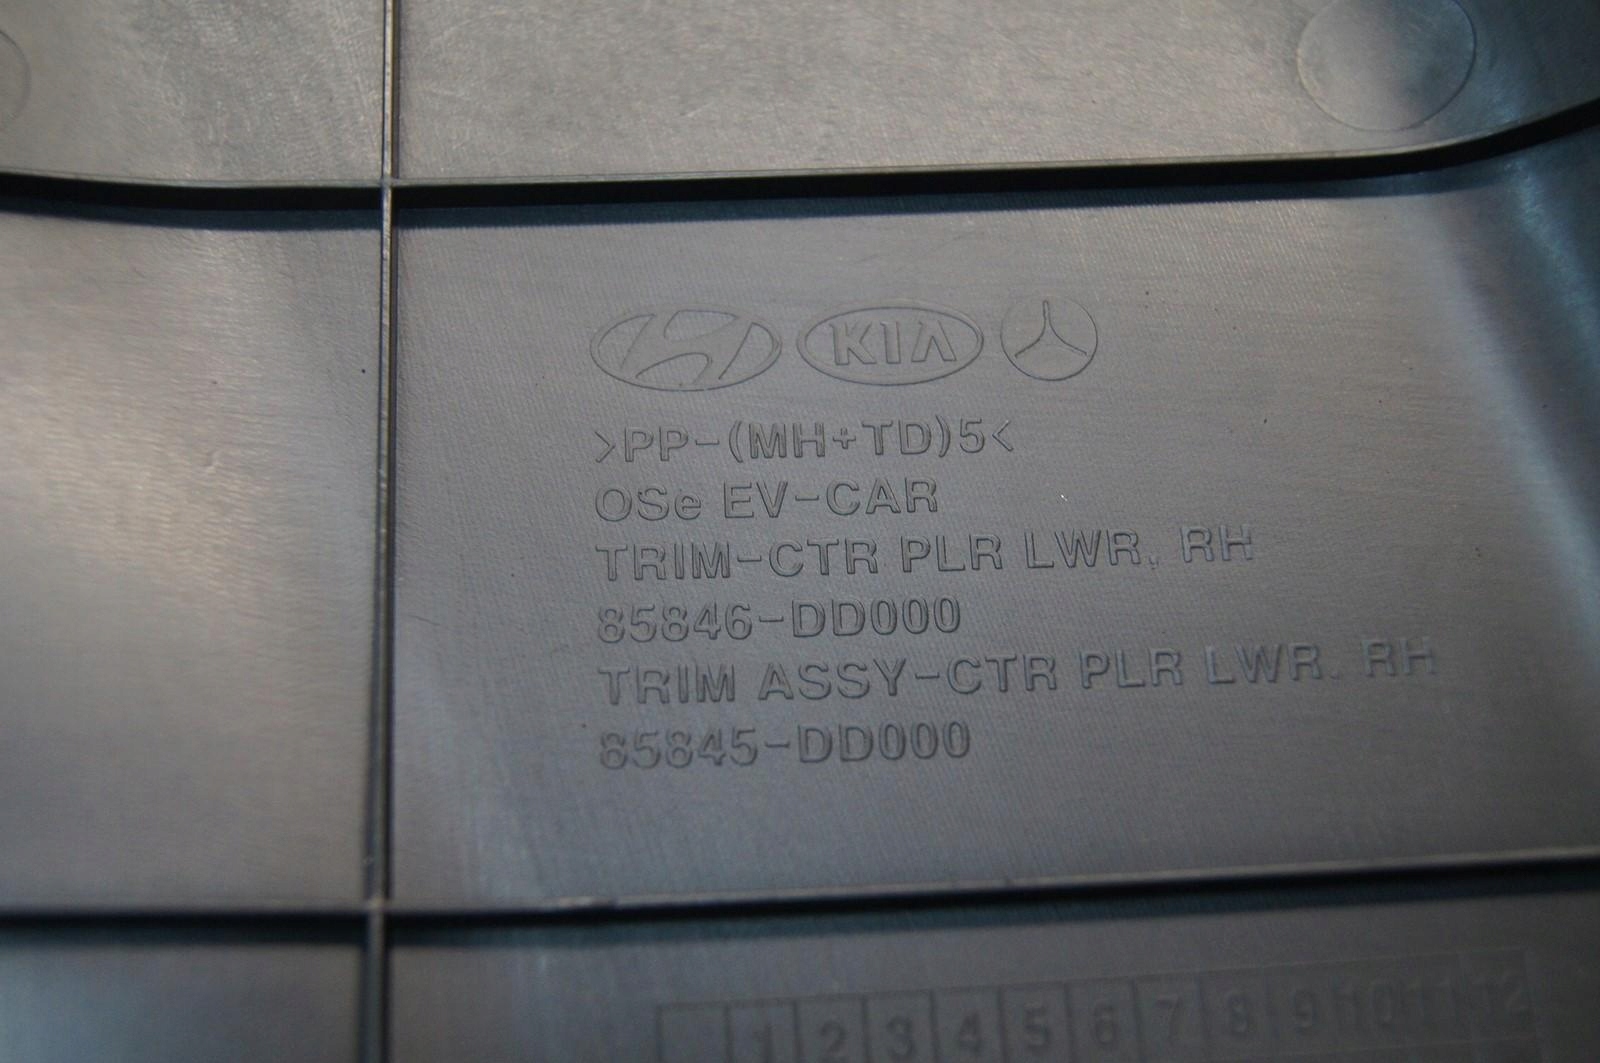 KIA
>PP-(MH+TD)5<
OSe EV-CAR
TRIM-CTR PLR LWR, RH
85846-DD000
TRIM ASSY-CTR PLR LWR. RH
85845-DD000
1 2 3 4 5 6 7 8 9 10 11 12